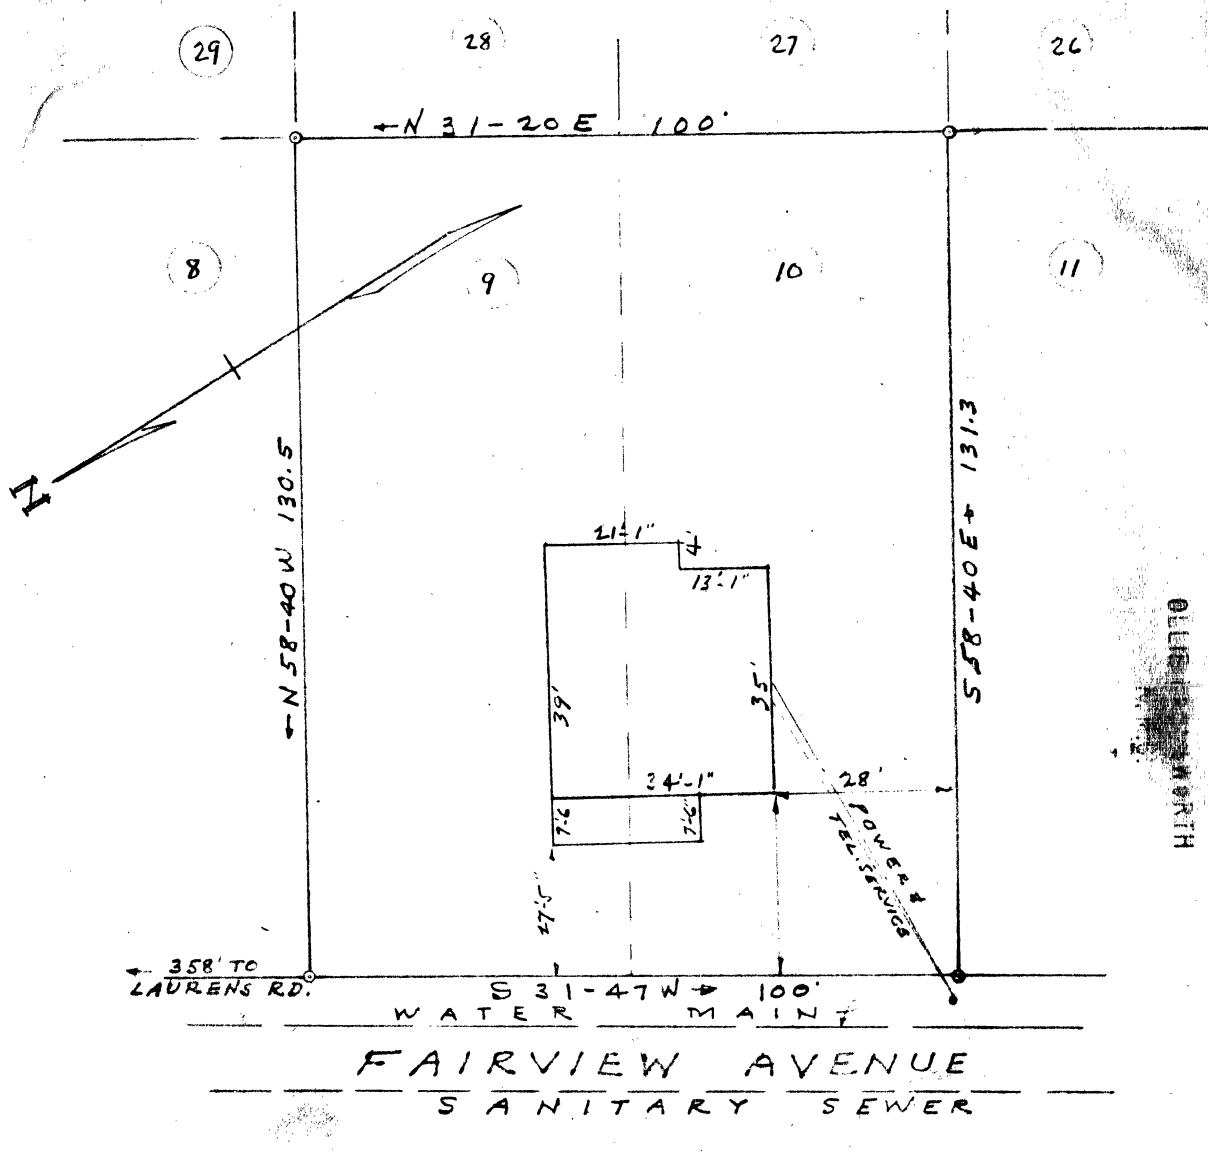 29
28
27
26
←N 31-20 E 100'
8
9
10
11
N
←N 58-40 W 130.5
S 58-40 E→ 131.3
21'-1"
4'
13'-1"
39'
35'
34'-1"
28'
7'-6
7'-6"
27'-5"
POWER &
TEL. SERVICE
← 358' TO
LAURENS RD.
S 31-47 W → 100'
WATER MAIN
FAIRVIEW AVENUE
SANITARY SEWER